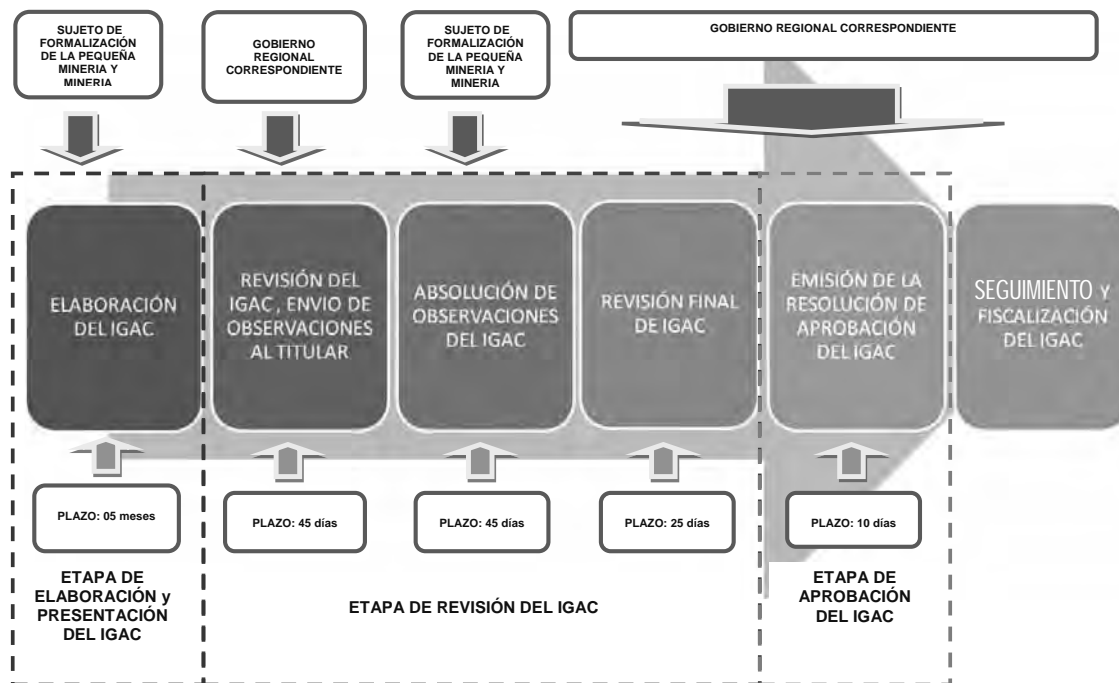 SUJETO DE
FORMALIZACIÓN
DE LA PEQUEÑA
MINERIA Y
MINERIA
GOBIERNO
REGIONAL
CORRESPONDIENTE
SUJETO DE
FORMALIZACIÓN
DE LA PEQUEÑA
MINERIA Y
MINERIA
GOBIERNO REGIONAL CORRESPONDIENTE
ELABORACIÓN
DEL IGAC
REVISIÓN DEL
IGAC , ENVIO DE
OBSERVACIONES
AL TITULAR
ABSOLUCIÓN DE
OBSERVACIONES
DEL IGAC
REVISIÓN FINAL
DE IGAC
EMISIÓN DE LA
RESOLUCIÓN DE
APROBACIÓN
DEL IGAC
SEGUIMIENTO y
FISCALIZACIÓN
DEL IGAC
PLAZO: 05 meses
PLAZO: 45 días
PLAZO: 45 días
PLAZO: 25 días
PLAZO: 10 días
ETAPA DE
ELABORACIÓN y
PRESENTACIÓN
DEL IGAC
ETAPA DE REVISIÓN DEL IGAC
ETAPA DE
APROBACIÓN
DEL IGAC